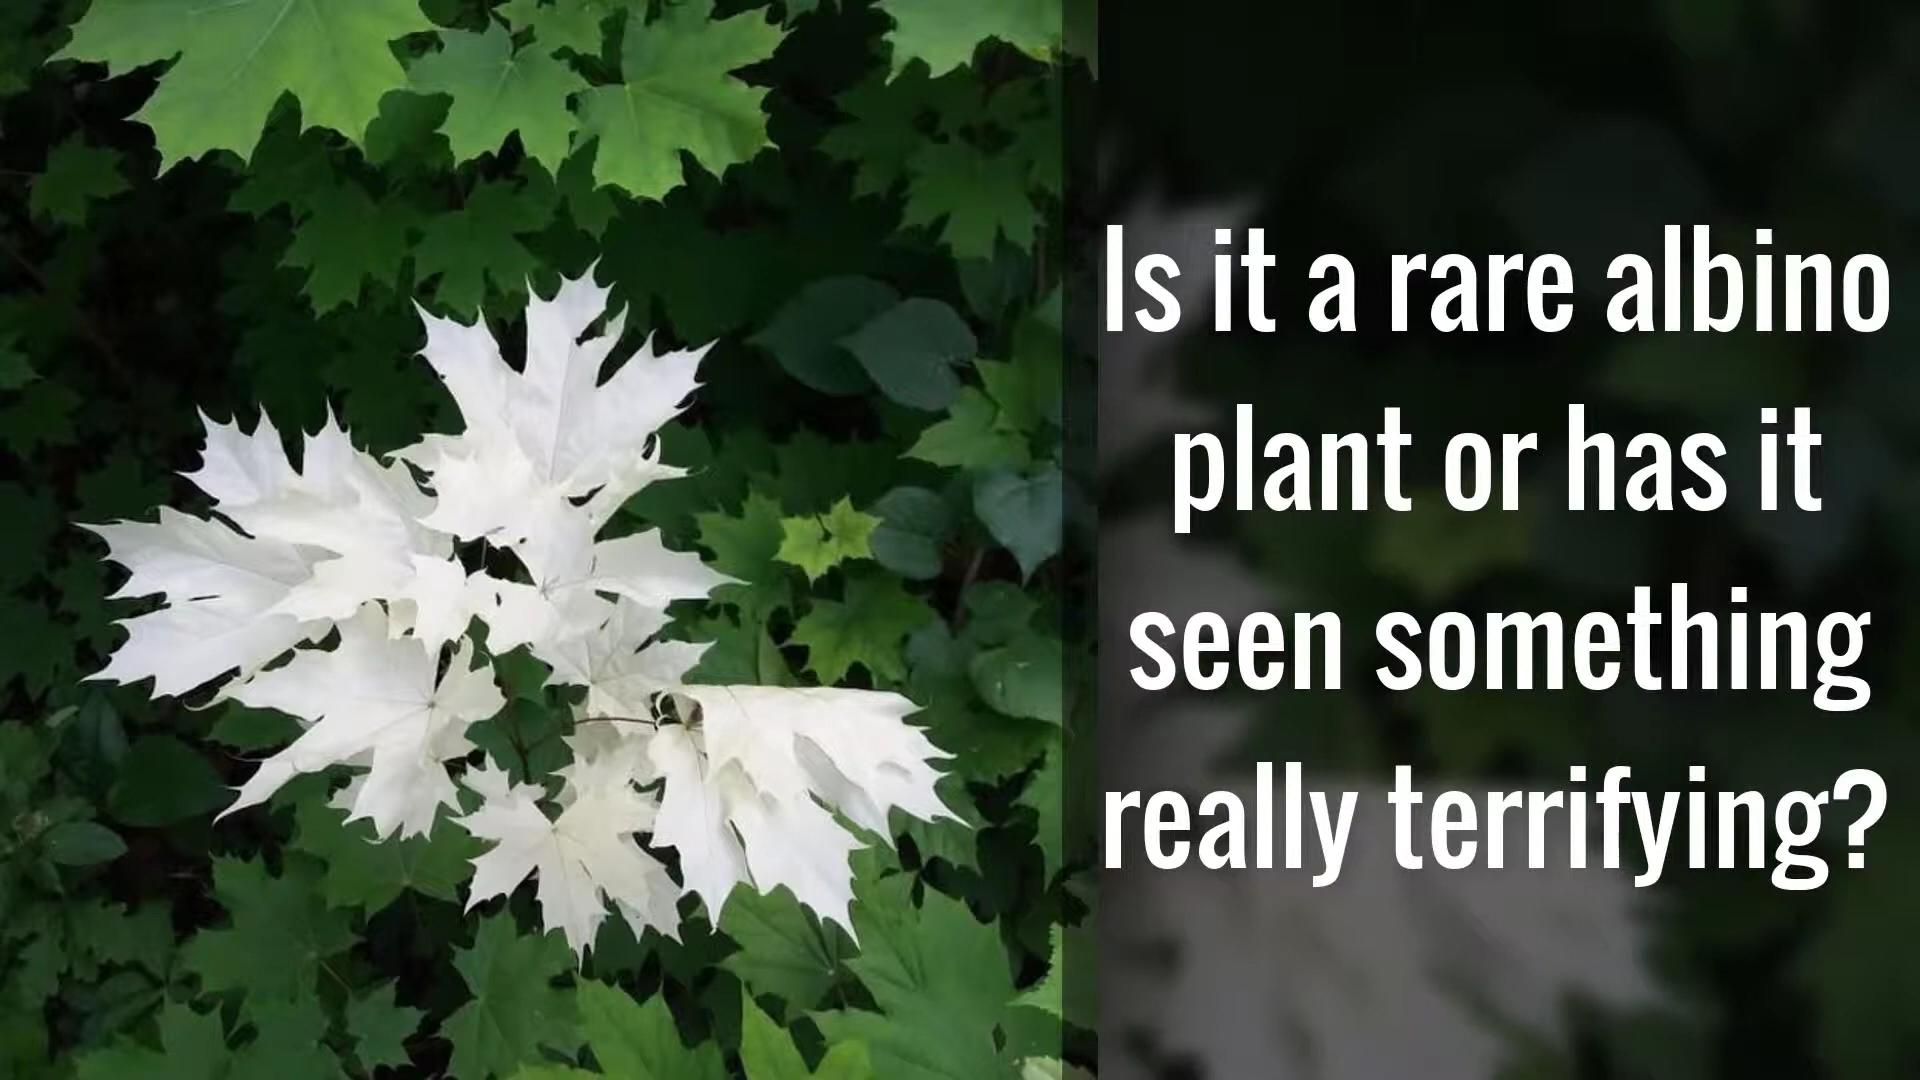 Is it a rare albino
plant or has it
seen something
really terrifying?